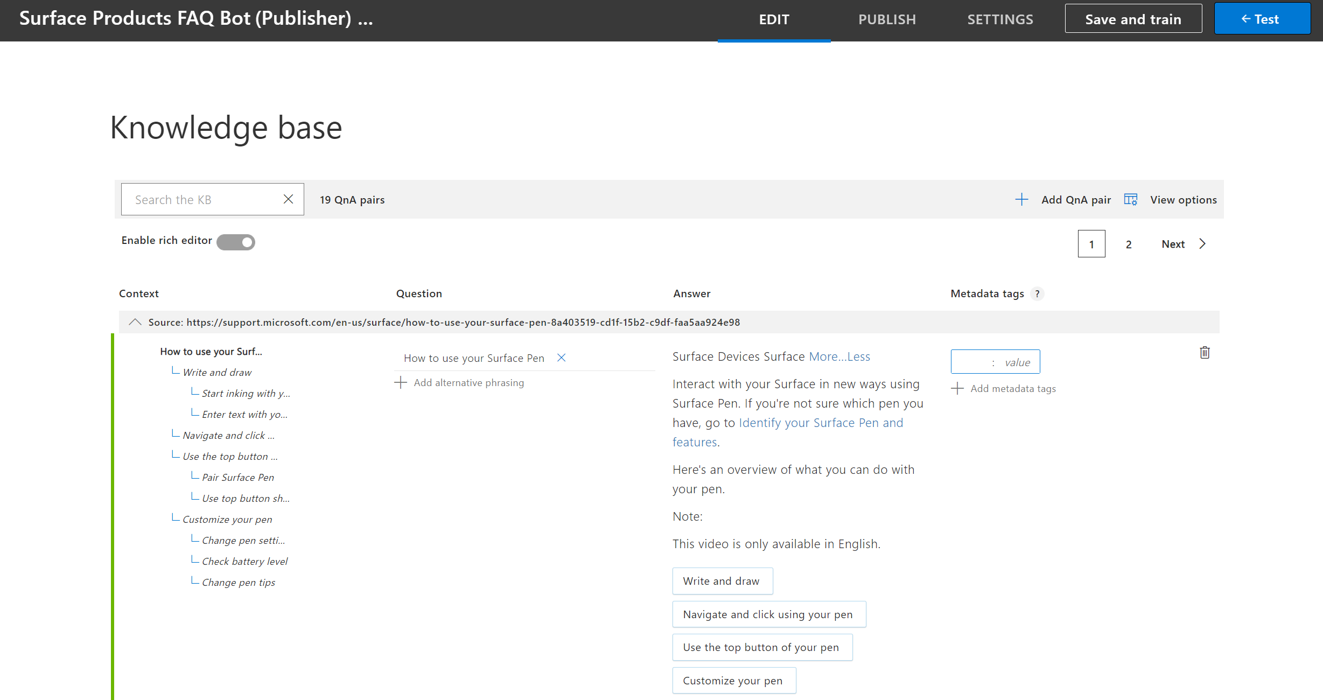 Surface Products FAQ Bot (Publisher) ...
EDIT
PUBLISH
SETTINGS
Save and train
← Test
Knowledge base
Search the KB
19 QnA pairs
Add QnA pair
View options
Enable rich editor
1
2
Next
Context
Question
Answer
Metadata tags ?
Source: https://support.microsoft.com/en-us/surface/how-to-use-your-surface-pen-8a403519-cd1f-15b2-c9df-faa5aa924e98
How to use your Surf...
Write and draw
Start inking with y...
Enter text with yo...
Navigate and click ...
Use the top button ...
Pair Surface Pen
Use top button sh...
Customize your pen
Change pen setti...
Check battery level
Change pen tips
How to use your Surface Pen
Add alternative phrasing
Surface Devices Surface More...Less
Interact with your Surface in new ways using
Surface Pen. If you're not sure which pen you
have, go to Identify your Surface Pen and
features.
Here's an overview of what you can do with
your pen.
Note:
This video is only available in English.
Write and draw
Navigate and click using your pen
Use the top button of your pen
Customize your pen
: value
Add metadata tags